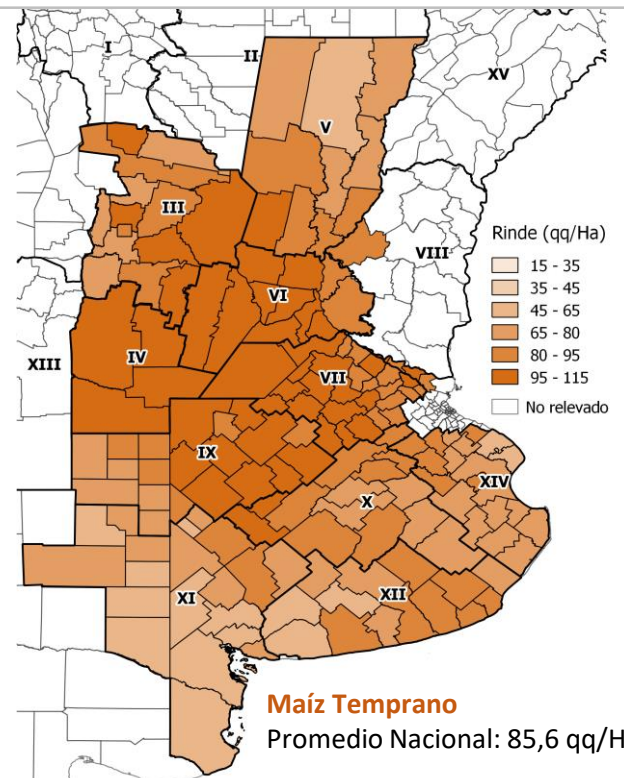 I
II
XV
V
III
VIII
Rinde (qq/Ha)
15 - 35
35 - 45
45 - 65
65 - 80
80 - 95
95 - 115
No relevado
VI
XIII
IV
VII
IX
XIV
X
XI
XII
Maíz Temprano
Promedio Nacional: 85,6 qq/H